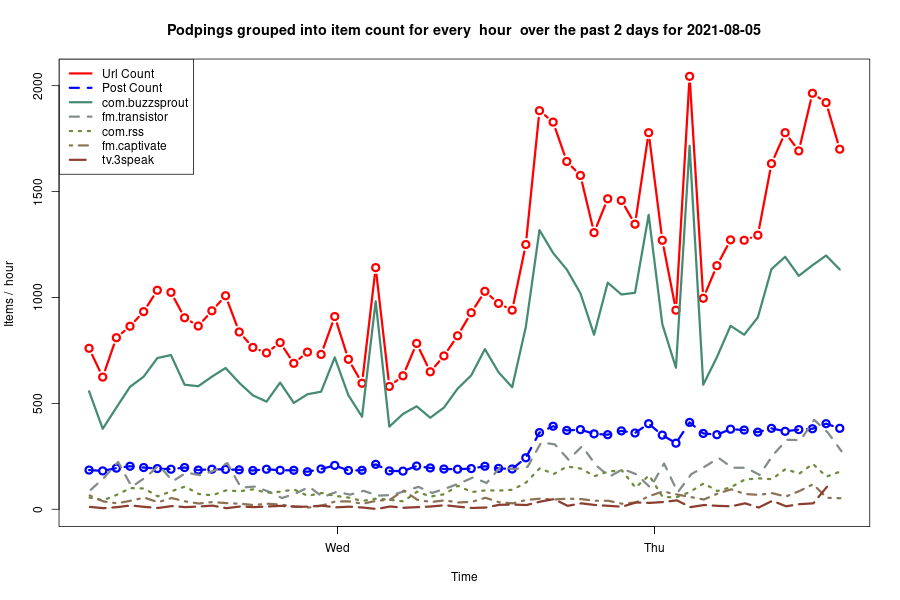 Podpings grouped into item count for every  hour  over the past 2 days for 2021-08-05
Url Count
Post Count
com.buzzsprout
fm.transistor
com.rss
fm.captivate
tv.3speak
2000
1500
1000
500
0
Items / hour
Wed
Thu
Time